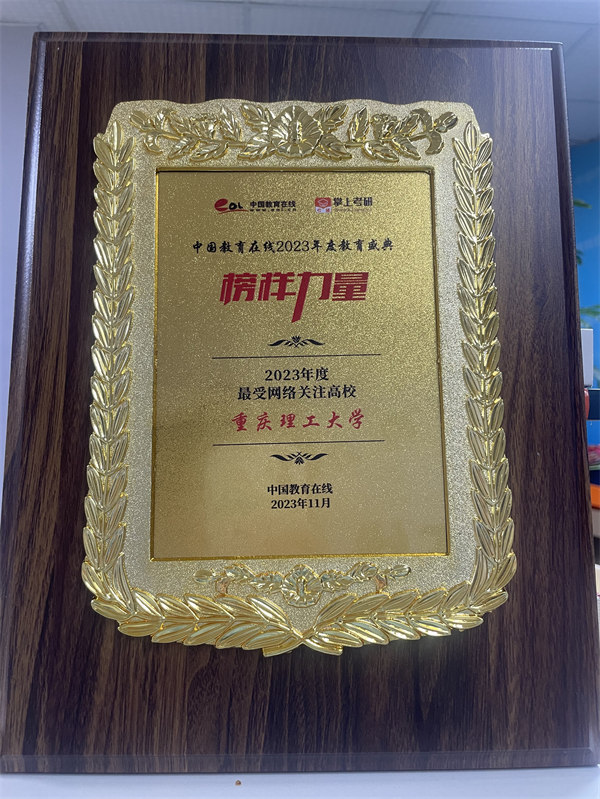 eol 中国教育在线
掌上考研
中国教育在线2023年度教育盛典
榜样力量
2023年度
最受网络关注高校
重庆理工大学
中国教育在线
2023年11月